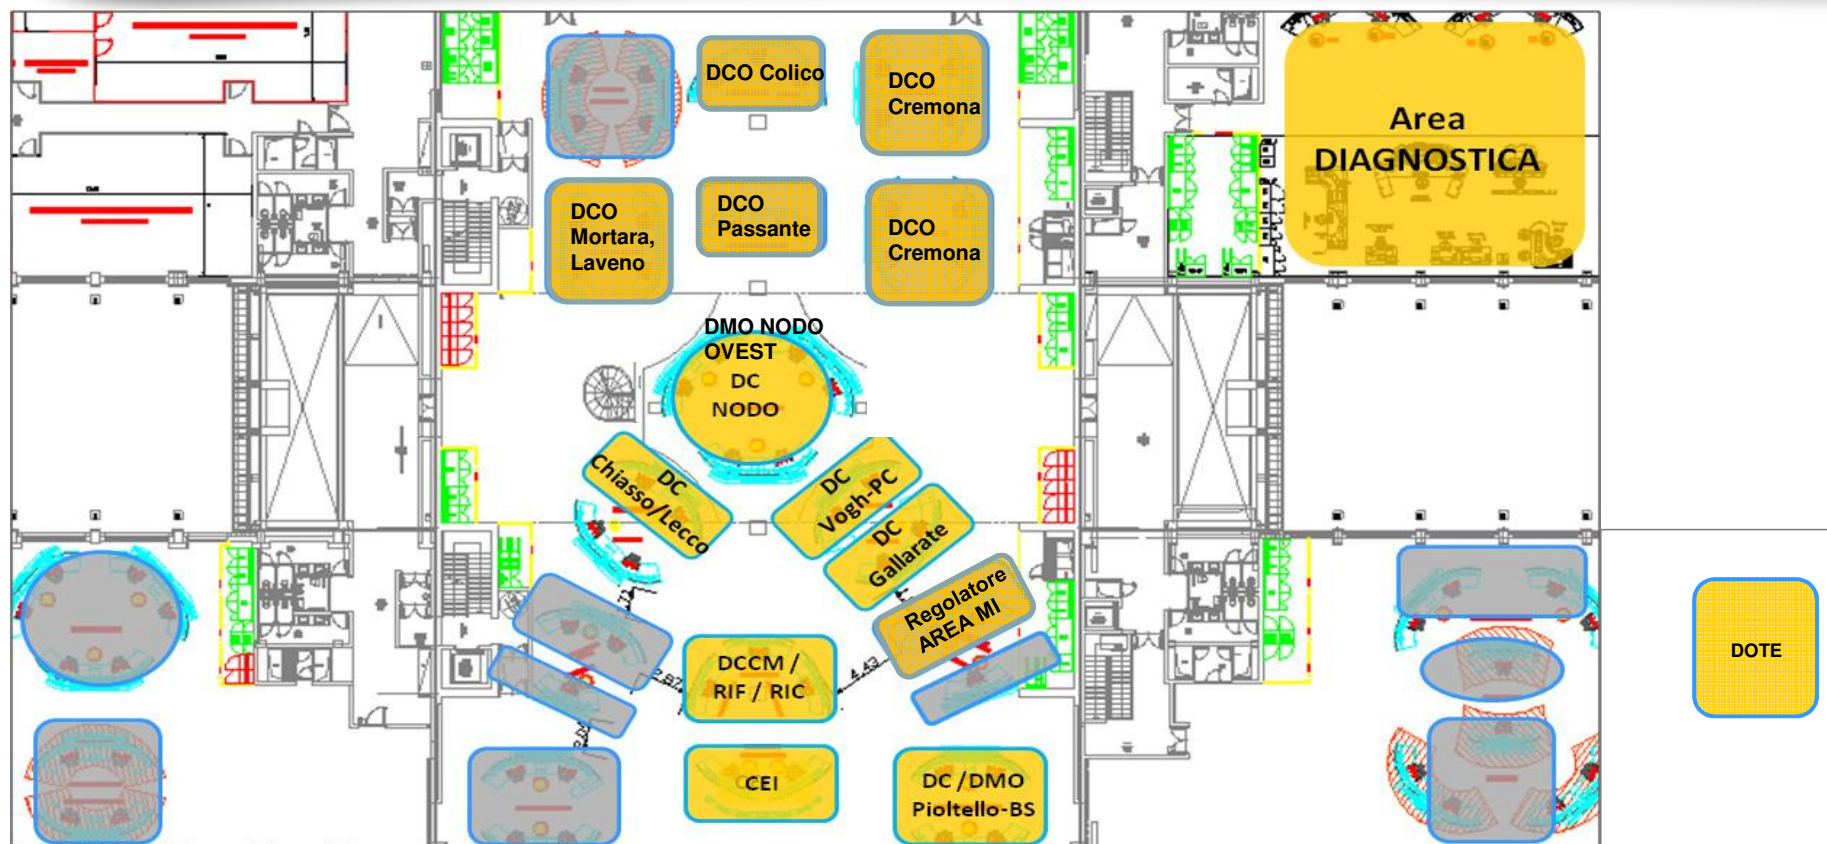 DCO Colico
DCO
Cremona
Area
DIAGNOSTICA
DCO
Mortara,
Laveno
DCO
Passante
DCO
Cremona
DMO NODO
OVEST
DC
NODO
DC
Chiasso/Lecco
DC
Vogh-PC
DC
Gallarate
Regolatore
AREA MI
DCCM /
RIF / RIC
4,43
DOTE
CEI
DC /DMO
Pioltello-BS